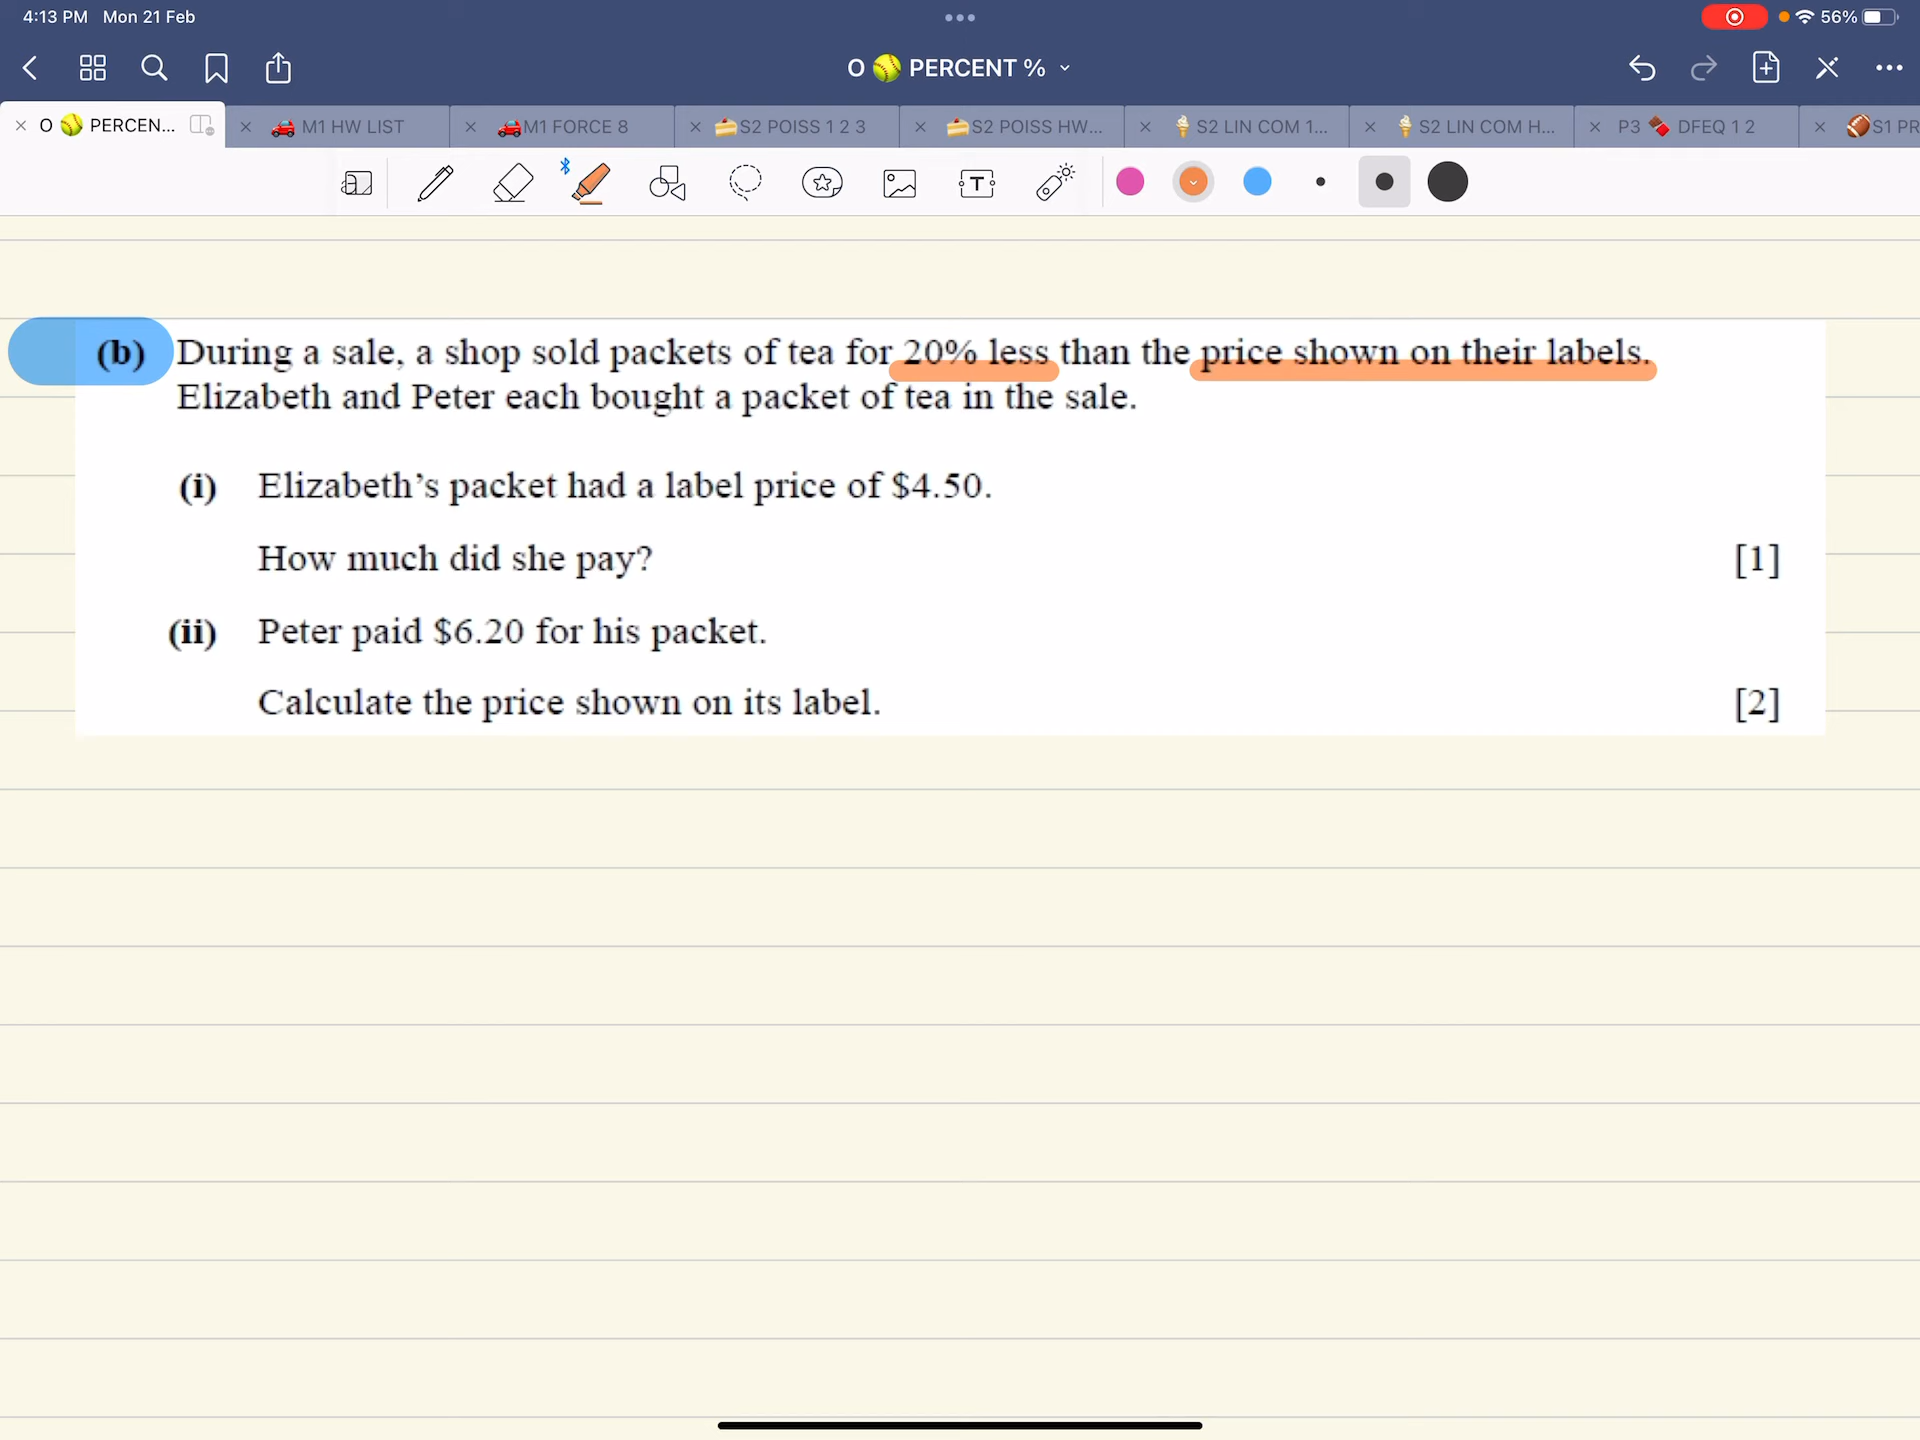 4:13 PM Mon 21 Feb
56%
O PERCENT %
O PERCEN...
M1 HW LIST
M1 FORCE 8
S2 POISS 1 2 3
S2 POISS HW...
S2 LIN COM 1...
S2 LIN COM H...
P3 DFEQ 1 2
S1 PR
(b) During a sale, a shop sold packets of tea for 20% less than the price shown on their labels.
Elizabeth and Peter each bought a packet of tea in the sale.
(i) Elizabeth’s packet had a label price of $4.50.
How much did she pay? [1]
(ii) Peter paid $6.20 for his packet.
Calculate the price shown on its label. [2]